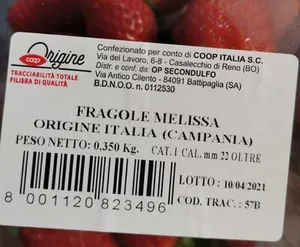 coop Origine
TRACCIABILITÀ TOTALE
FILIERA DI QUALITÀ
Confezionato per conto di COOP ITALIA S.C.
Via del Lavoro, 6-8 - Casalecchio di Reno (BO)
Distr. e conf. da: OP SECONDULFO
Via Antico Cilento - 84091 Battipaglia (SA)
B.D.N.O.O. n. 0112530
FRAGOLE MELISSA
ORIGINE ITALIA (CAMPANIA)
PESO NETTO: 0,350 Kg. CAT. I CAL. mm 22 OLTRE
LOTTO : 10/04/2021
COD. TRAC. : 57B
8 001120 823496